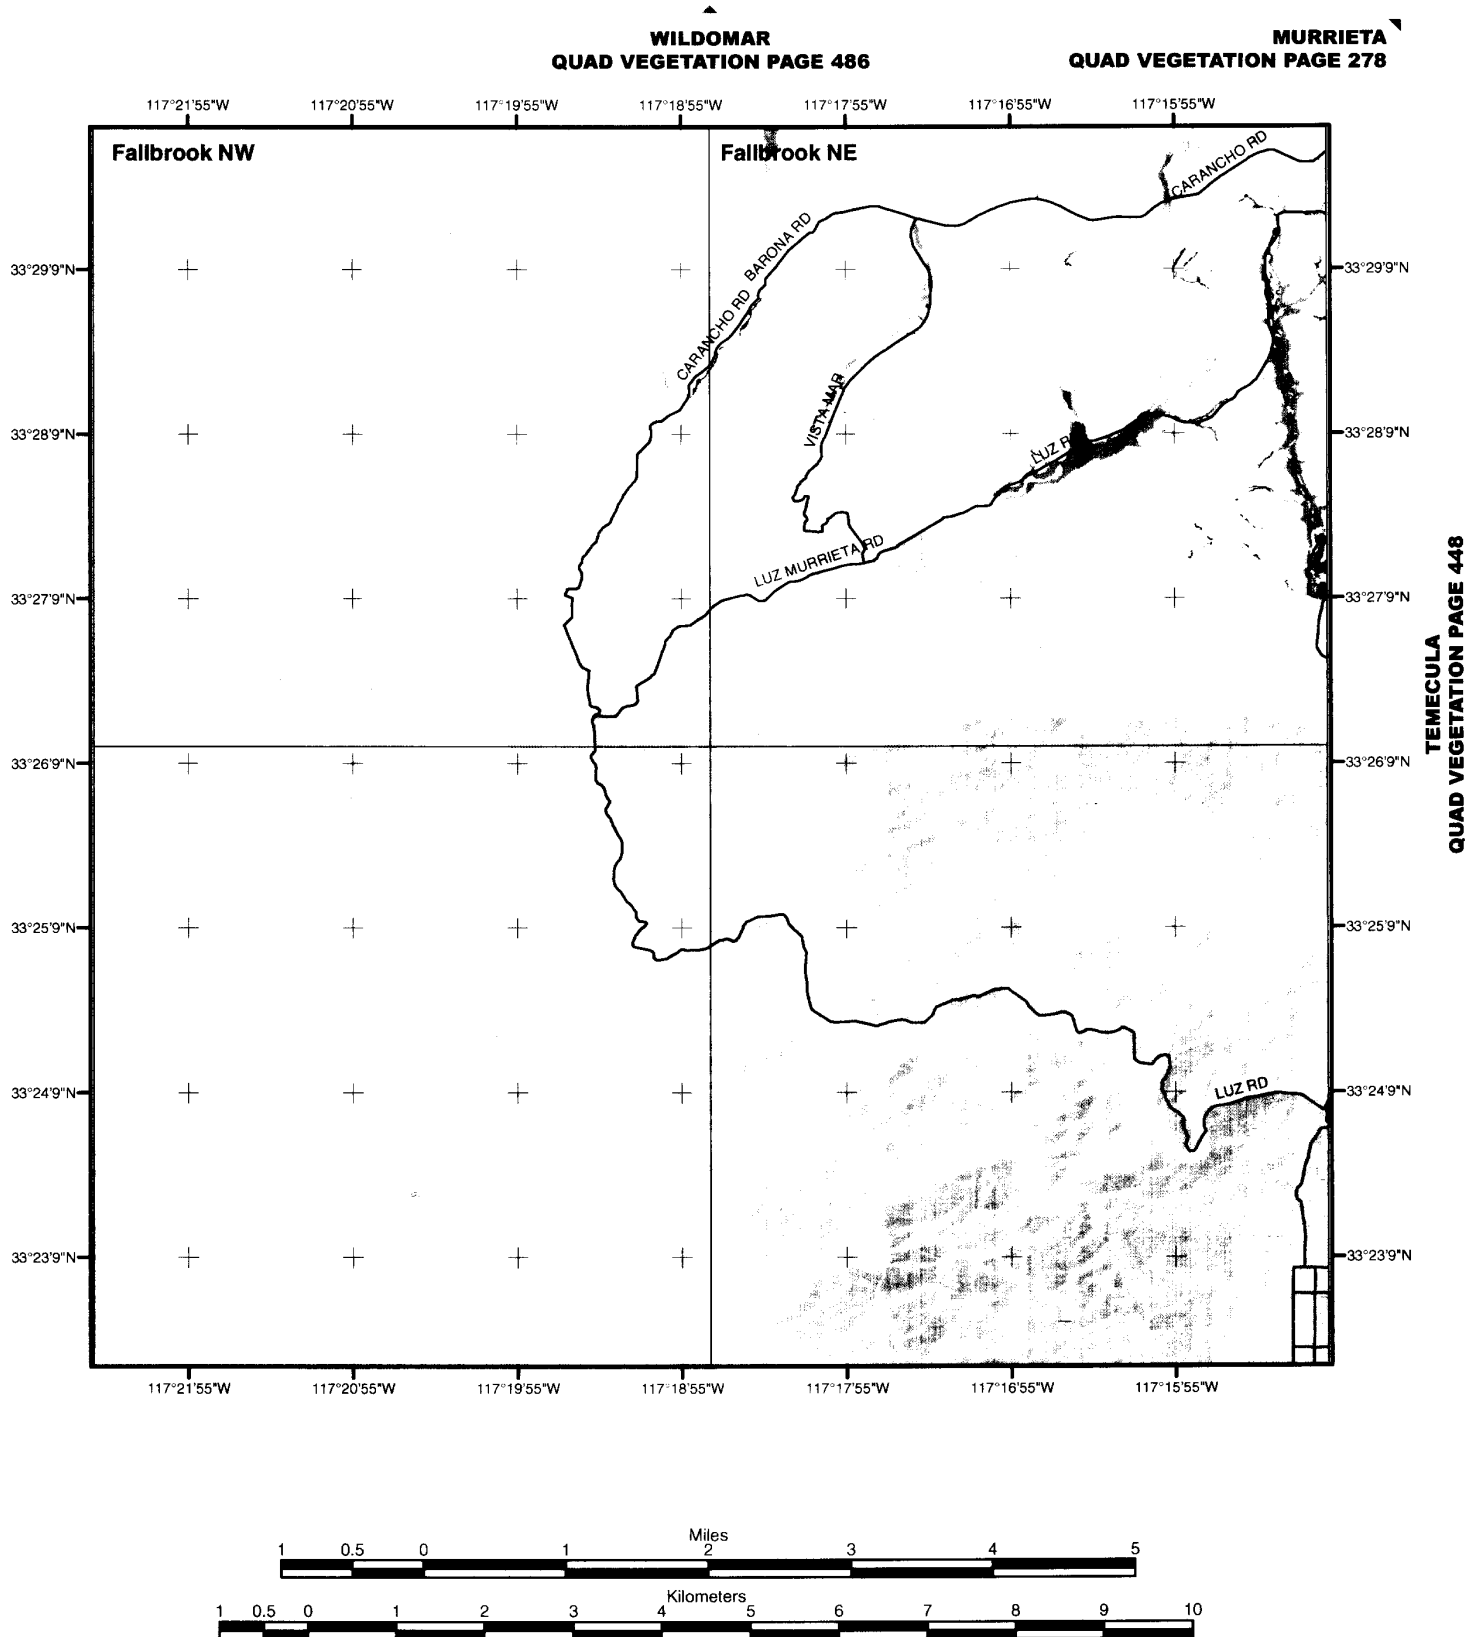 WILDOMAR
QUAD VEGETATION PAGE 486
MURRIETA
QUAD VEGETATION PAGE 278
117°21'55"W 117°20'55"W 117°19'55"W 117°18'55"W 117°17'55"W 117°16'55"W 117°15'55"W
Fallbrook NW
Fallbrook NE
CARANCHO RD
BARONA RD
CARANCHO RD
VISTA MAR
LUZ R
LUZ MURRIETA RD
LUZ RD
33°29'9"N
33°28'9"N
33°27'9"N
33°26'9"N
33°25'9"N
33°24'9"N
33°23'9"N
33°29'9"N
33°28'9"N
33°27'9"N
33°26'9"N
33°25'9"N
33°24'9"N
33°23'9"N
TEMECULA
QUAD VEGETATION PAGE 448
117°21'55"W 117°20'55"W 117°19'55"W 117°18'55"W 117°17'55"W 117°16'55"W 117°15'55"W
Miles
1 0.5 0 1 2 3 4 5
Kilometers
1 0.5 0 1 2 3 4 5 6 7 8 9 10